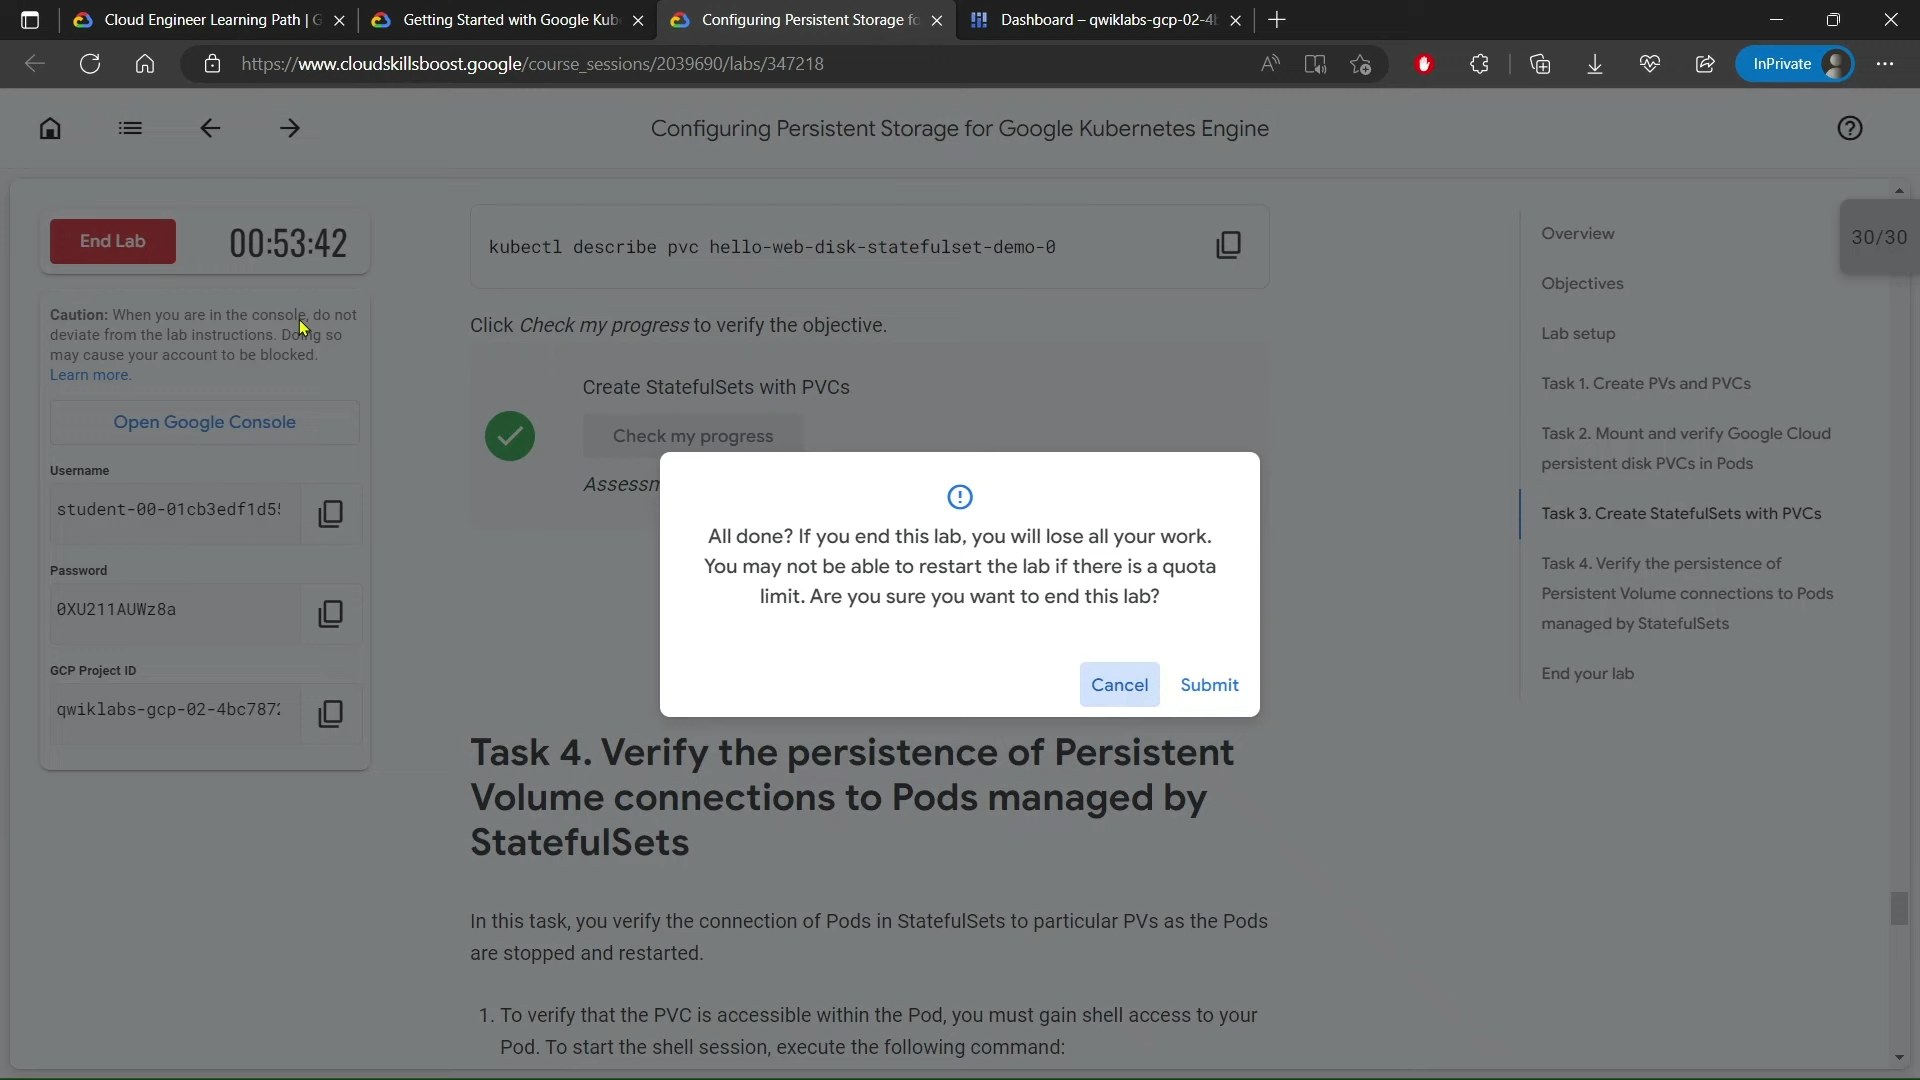 Cloud Engineer Learning Path | G
Getting Started with Google Kub
Configuring Persistent Storage fo
Dashboard – qwiklabs-gcp-02-4b
https://www.cloudskillsboost.google/course_sessions/2039690/labs/347218
InPrivate
Configuring Persistent Storage for Google Kubernetes Engine
End Lab
00:53:42
Caution: When you are in the console, do not
deviate from the lab instructions. Doing so
may cause your account to be blocked.
Learn more.
Open Google Console
Username
student-00-01cb3edf1d5
Password
0XU211AUWz8a
GCP Project ID
qwiklabs-gcp-02-4bc787
kubectl describe pvc hello-web-disk-statefulset-demo-0
Click Check my progress to verify the objective.
Create StatefulSets with PVCs
Check my progress
Assessm
All done? If you end this lab, you will lose all your work.
You may not be able to restart the lab if there is a quota
limit. Are you sure you want to end this lab?
Cancel
Submit
Task 4. Verify the persistence of Persistent
Volume connections to Pods managed by
StatefulSets
In this task, you verify the connection of Pods in StatefulSets to particular PVs as the Pods
are stopped and restarted.
1. To verify that the PVC is accessible within the Pod, you must gain shell access to your
Pod. To start the shell session, execute the following command:
Overview
30/30
Objectives
Lab setup
Task 1. Create PVs and PVCs
Task 2. Mount and verify Google Cloud
persistent disk PVCs in Pods
Task 3. Create StatefulSets with PVCs
Task 4. Verify the persistence of
Persistent Volume connections to Pods
managed by StatefulSets
End your lab